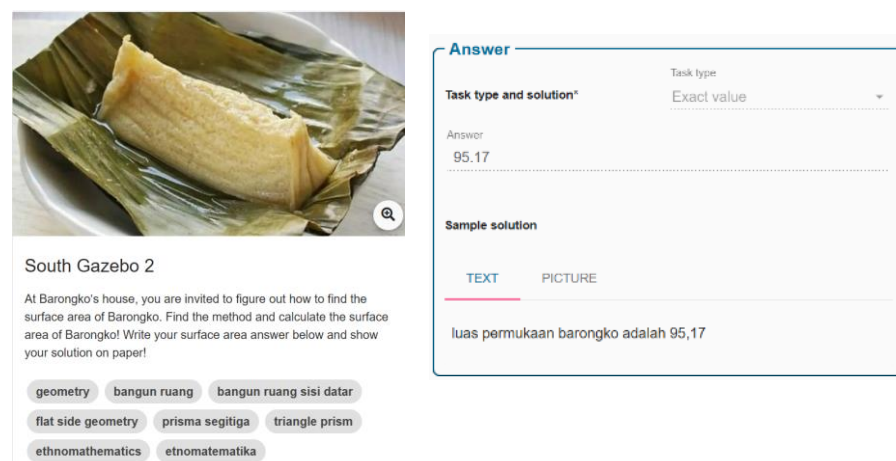 South Gazebo 2
At Barongko's house, you are invited to figure out how to find the
surface area of Barongko. Find the method and calculate the surface
area of Barongko! Write your surface area answer below and show
your solution on paper!
geometry bangun ruang bangun ruang sisi datar
flat side geometry prisma segitiga triangle prism
ethnomathematics etnomatematika
Answer
Task type
Task type and solution*
Exact value
Answer
95.17
Sample solution
TEXT PICTURE
luas permukaan barongko adalah 95,17